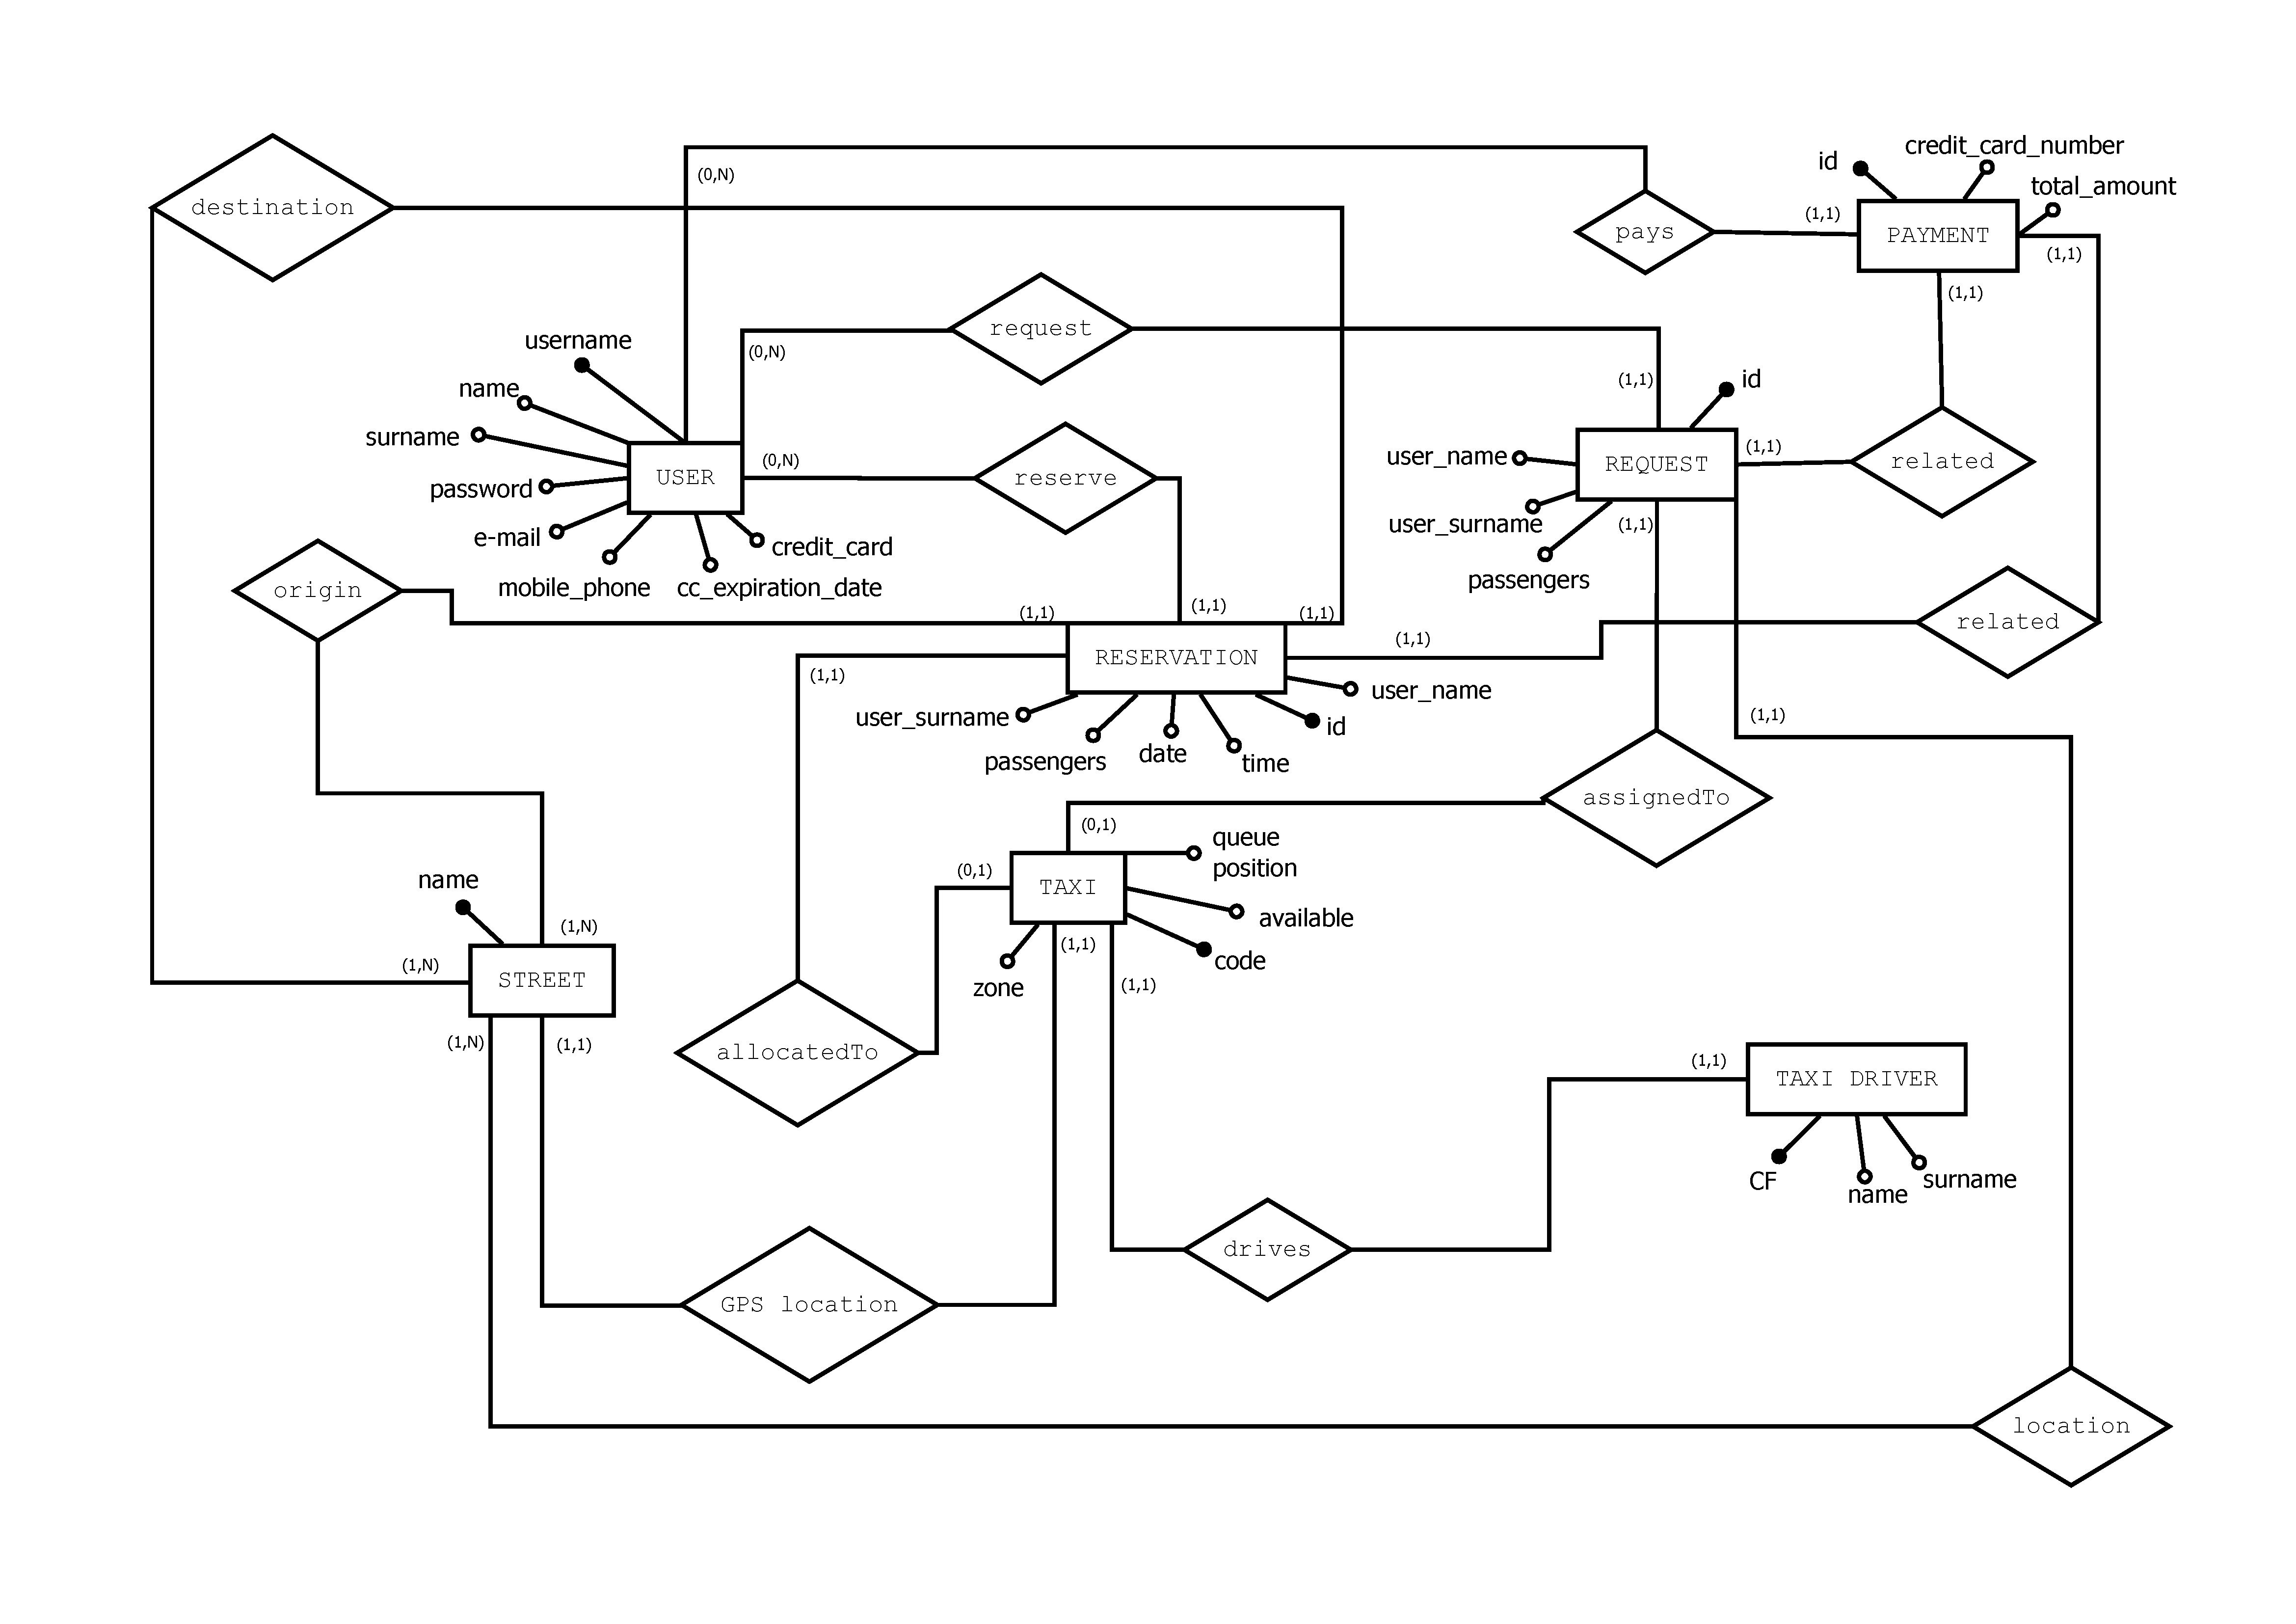 credit_card_number
id
(0,N)
total_amount
destination
(1,1)
pays
PAYMENT
(1,1)
(1,1)
request
username
(0,N)
(1,1)
id
name
surname
(0,N)
(1,1)
user_name
REQUEST
related
USER
reserve
password
user_surname
(1,1)
e-mail
credit_card
mobile_phone
cc_expiration_date
passengers
origin
(1,1)
(1,1)
(1,1)
related
(1,1)
RESERVATION
(1,1)
user_name
user_surname
id
(1,1)
passengers
date
time
assignedTo
(0,1)
queue
position
(0,1)
name
TAXI
available
(1,N)
(1,1)
code
(1,N)
STREET
zone
(1,1)
(1,N)
(1,1)
allocatedTo
(1,1)
TAXI DRIVER
CF
name
surname
drives
GPS location
location